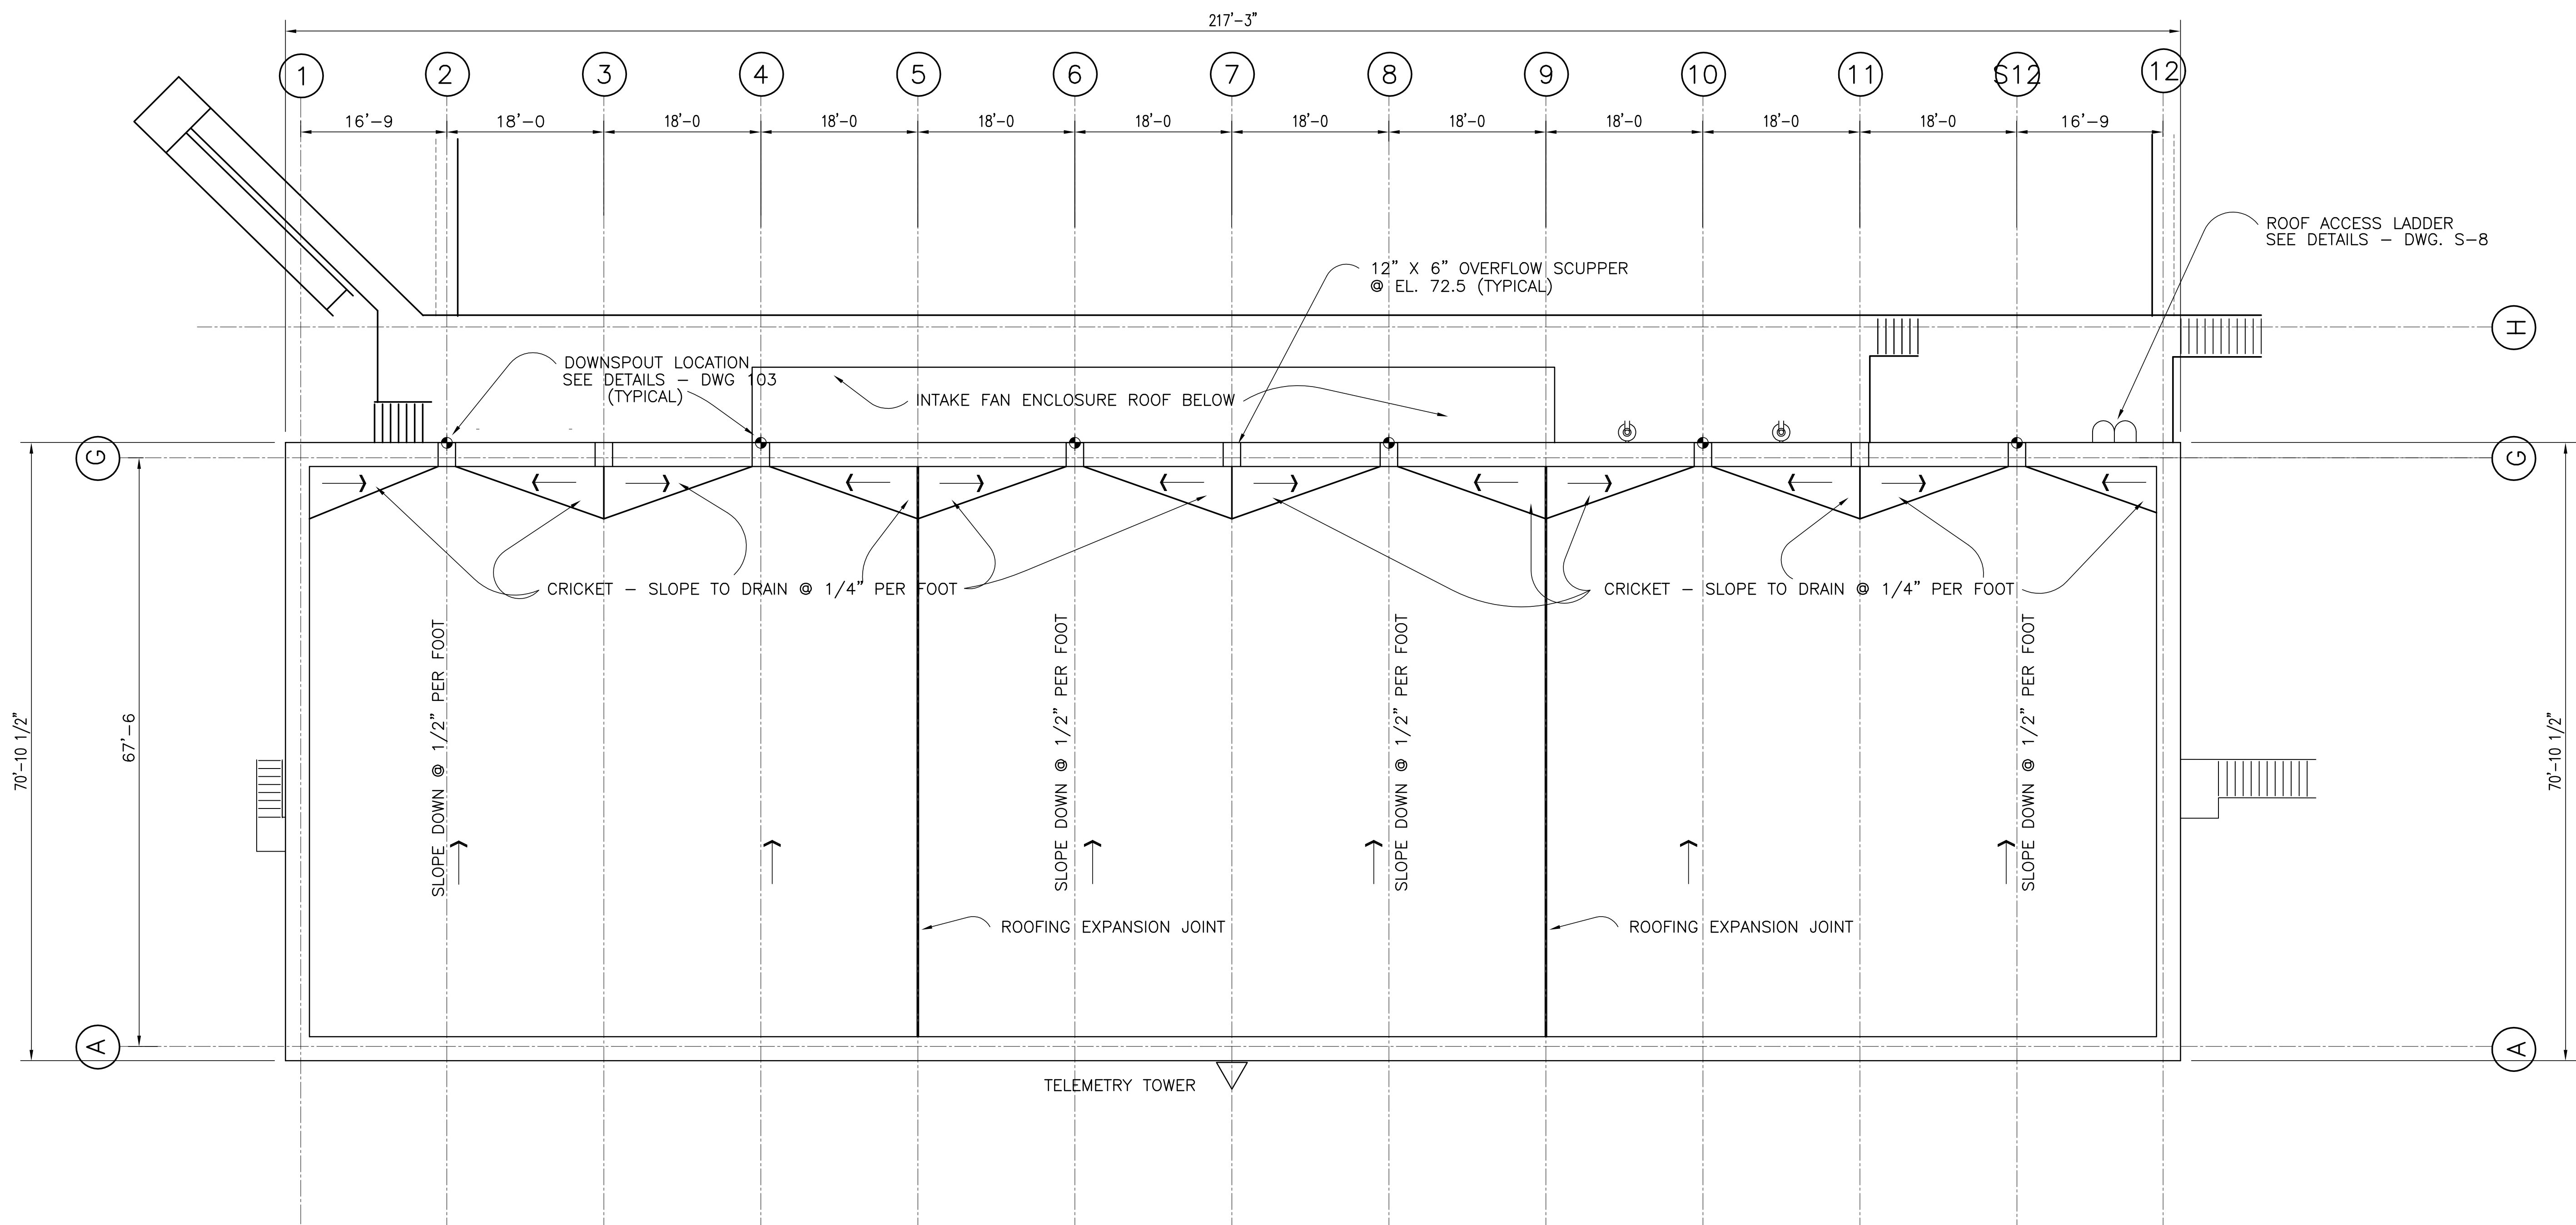 217'-3"
1
2
3
4
5
6
7
8
9
10
11
S12
12
16'-9
18'-0
18'-0
18'-0
18'-0
18'-0
18'-0
18'-0
18'-0
18'-0
18'-0
16'-9
ROOF ACCESS LADDER
SEE DETAILS - DWG. S-8
12" X 6" OVERFLOW SCUPPER
@ EL. 72.5 (TYPICAL)
H
DOWNSPOUT LOCATION
SEE DETAILS - DWG 103
(TYPICAL)
INTAKE FAN ENCLOSURE ROOF BELOW
G
G
CRICKET - SLOPE TO DRAIN @ 1/4" PER FOOT
CRICKET - SLOPE TO DRAIN @ 1/4" PER FOOT
70'-10 1/2"
67'-6
SLOPE DOWN @ 1/2" PER FOOT
SLOPE DOWN @ 1/2" PER FOOT
SLOPE DOWN @ 1/2" PER FOOT
SLOPE DOWN @ 1/2" PER FOOT
70'-10 1/2"
ROOFING EXPANSION JOINT
ROOFING EXPANSION JOINT
A
A
TELEMETRY TOWER